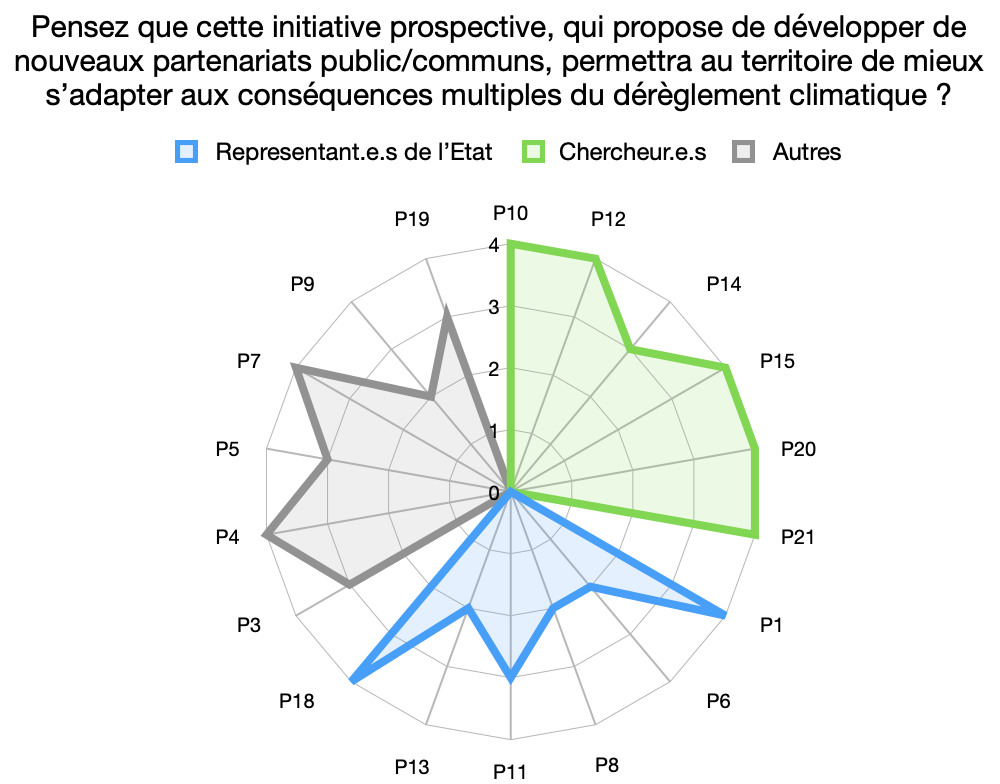 Pensez que cette initiative prospective, qui propose de développer de
nouveaux partenariats public/communs, permettra au territoire de mieux
s’adapter aux conséquences multiples du dérèglement climatique ?
Representant.e.s de l’Etat
Chercheur.e.s
Autres
P10
P12
P14
P15
P20
P21
P1
P6
P8
P11
P13
P18
P3
P4
P5
P7
P9
P19
4
3
2
1
0